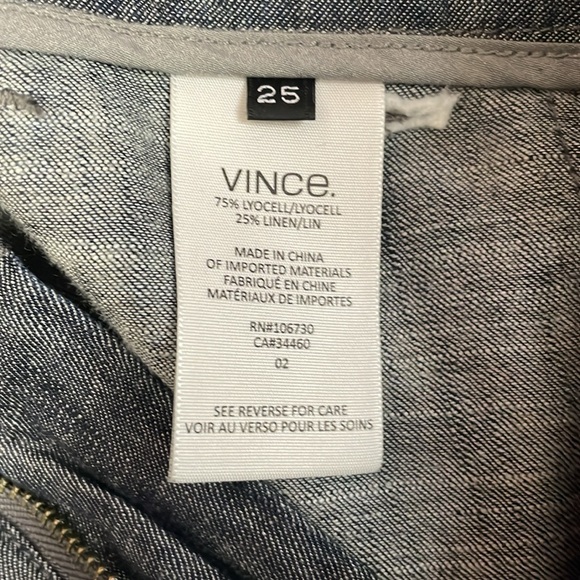 25
VINCe.
75% LYOCELL/LYOCELL
25% LINEN/LIN
MADE IN CHINA
OF IMPORTED MATERIALS
FABRIQUÉ EN CHINE
MATÉRIAUX DE IMPORTES
RN#106730
CA#34460
02
SEE REVERSE FOR CARE
VOIR AU VERSO POUR LES SOINS